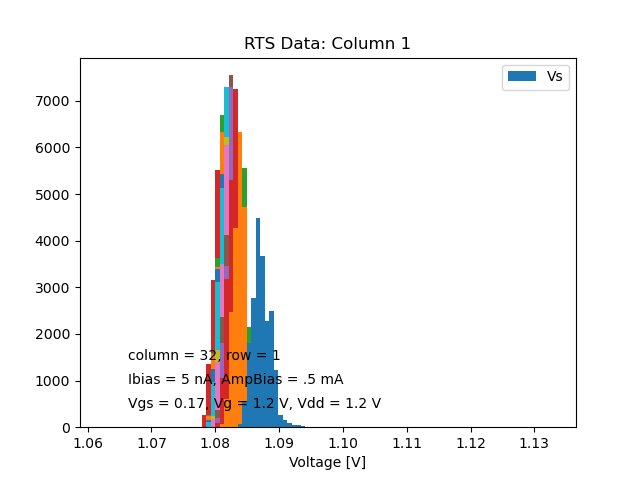 RTS Data: Column 1
Vs
7000
6000
5000
4000
3000
2000
1000
0
column = 32, row = 1
Ibias = 5 nA, AmpBias = .5 mA
Vgs = 0.17, Vg = 1.2 V, Vdd = 1.2 V
1.06 1.07 1.08 1.09 1.10 1.11 1.12 1.13
Voltage [V]